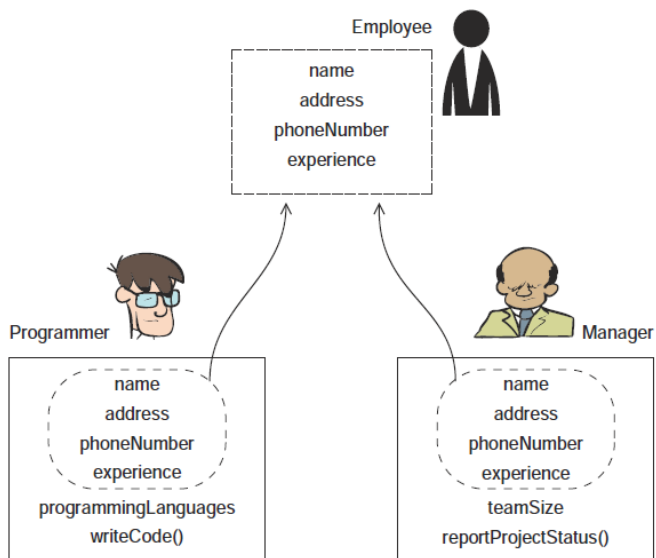 Employee
name
address
phoneNumber
experience
Programmer
name
address
phoneNumber
experience
programmingLanguages
writeCode()
Manager
name
address
phoneNumber
experience
teamSize
reportProjectStatus()